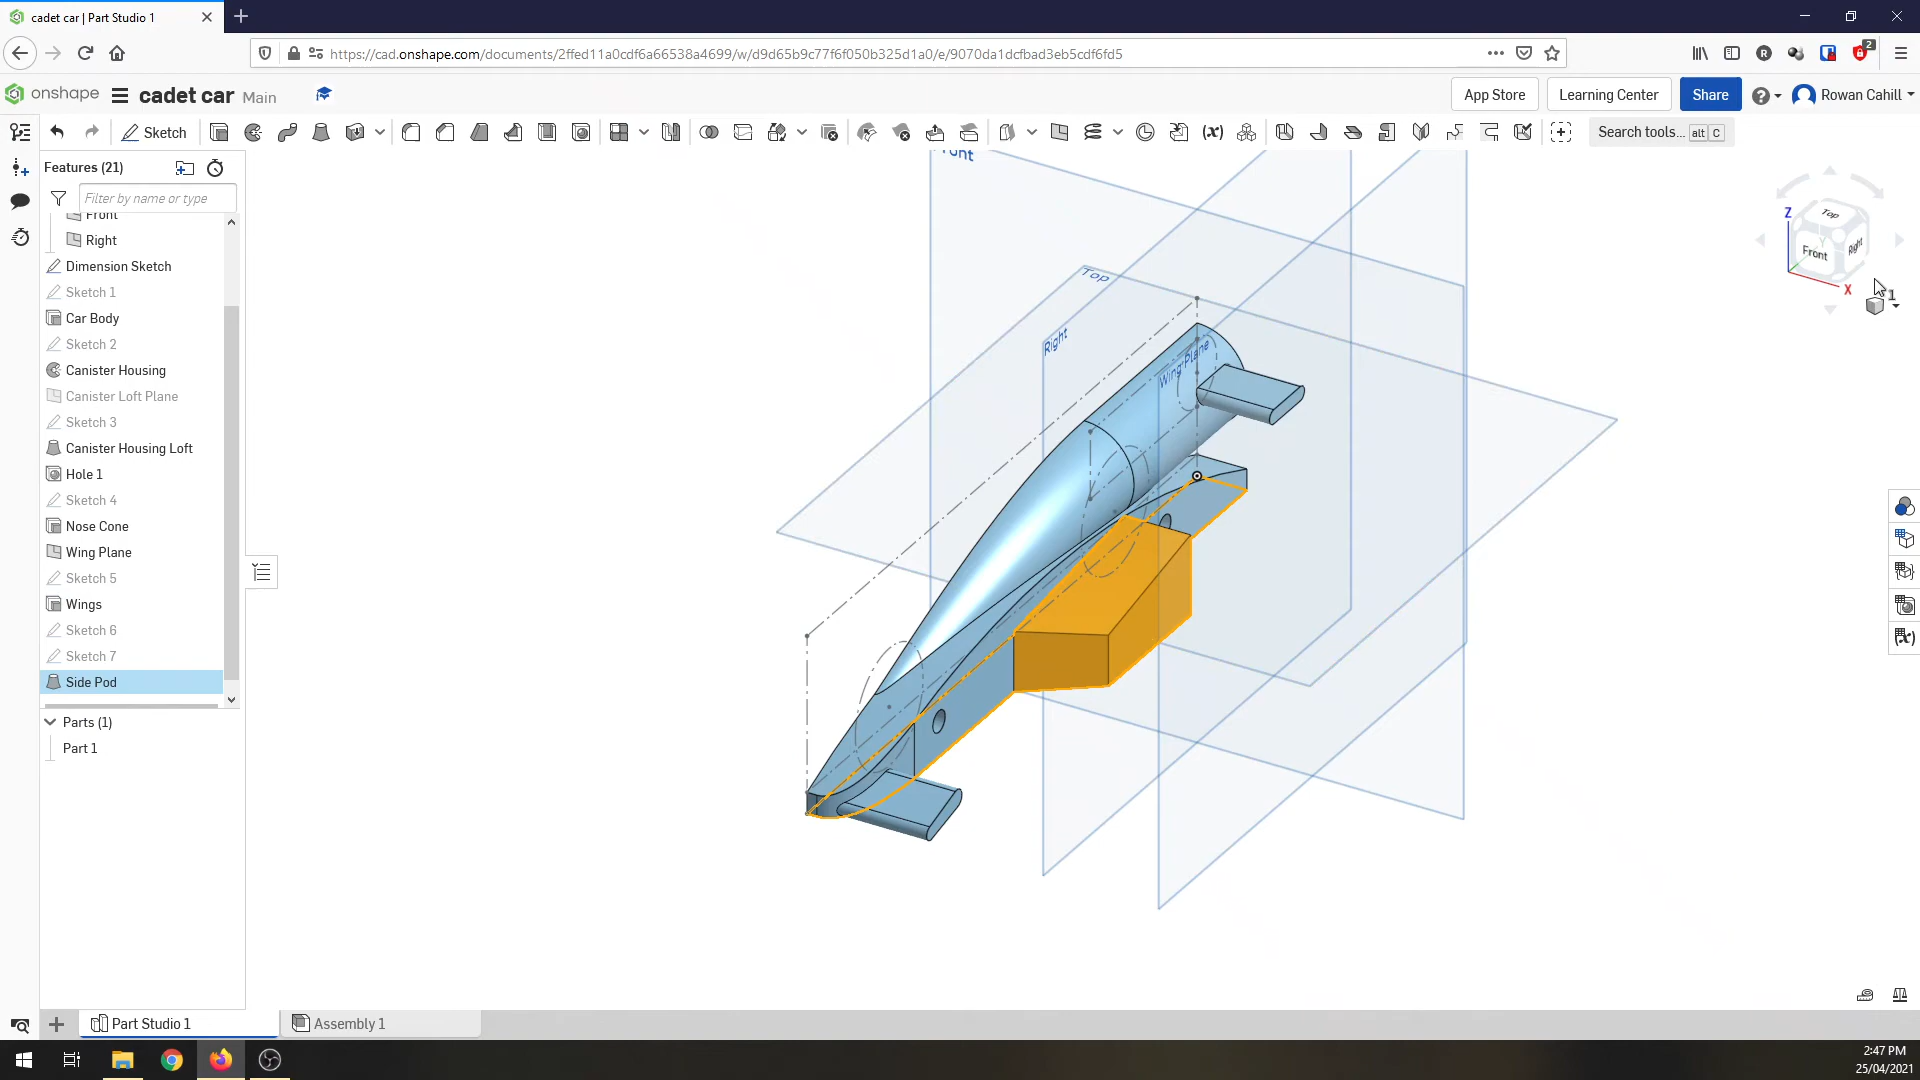 cadet car | Part Studio 1
https://cad.onshape.com/documents/2ffed11a0cdf6a66538a4699/w/d9d65b9c77f6f050b325d1a0/e/9070da1dcfbad3eb5cdf6fd5
2
onshape
cadet car Main
App Store
Learning Center
Share
Rowan Cahill
Sketch
Search tools... alt C
Features (21)
Filter by name or type
Front
Right
Dimension Sketch
Sketch 1
Car Body
Sketch 2
Canister Housing
Canister Loft Plane
Sketch 3
Canister Housing Loft
Hole 1
Sketch 4
Nose Cone
Wing Plane
Sketch 5
Wings
Sketch 6
Sketch 7
Side Pod
Parts (1)
Part 1
Front
Top
Right
Wing Plane
Top
Front
Right
Z
Y
X
1
Part Studio 1
Assembly 1
2:47 PM
25/04/2021